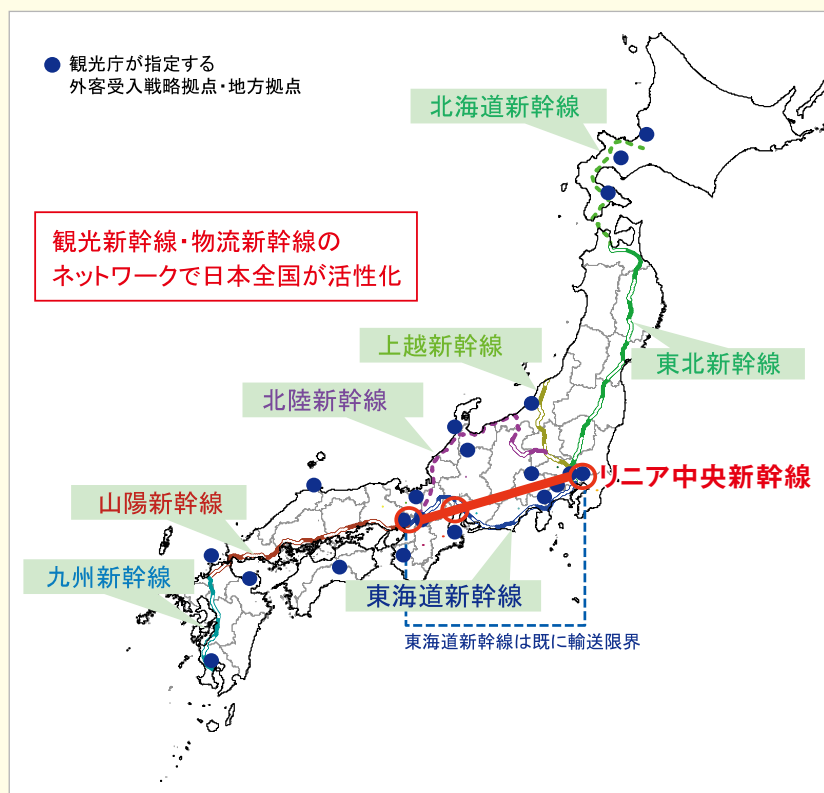 観光庁が指定する
外客受入戦略拠点・地方拠点
北海道新幹線
観光新幹線・物流新幹線の
ネットワークで日本全国が活性化
上越新幹線
東北新幹線
北陸新幹線
リニア中央新幹線
山陽新幹線
九州新幹線
東海道新幹線
東海道新幹線は既に輸送限界